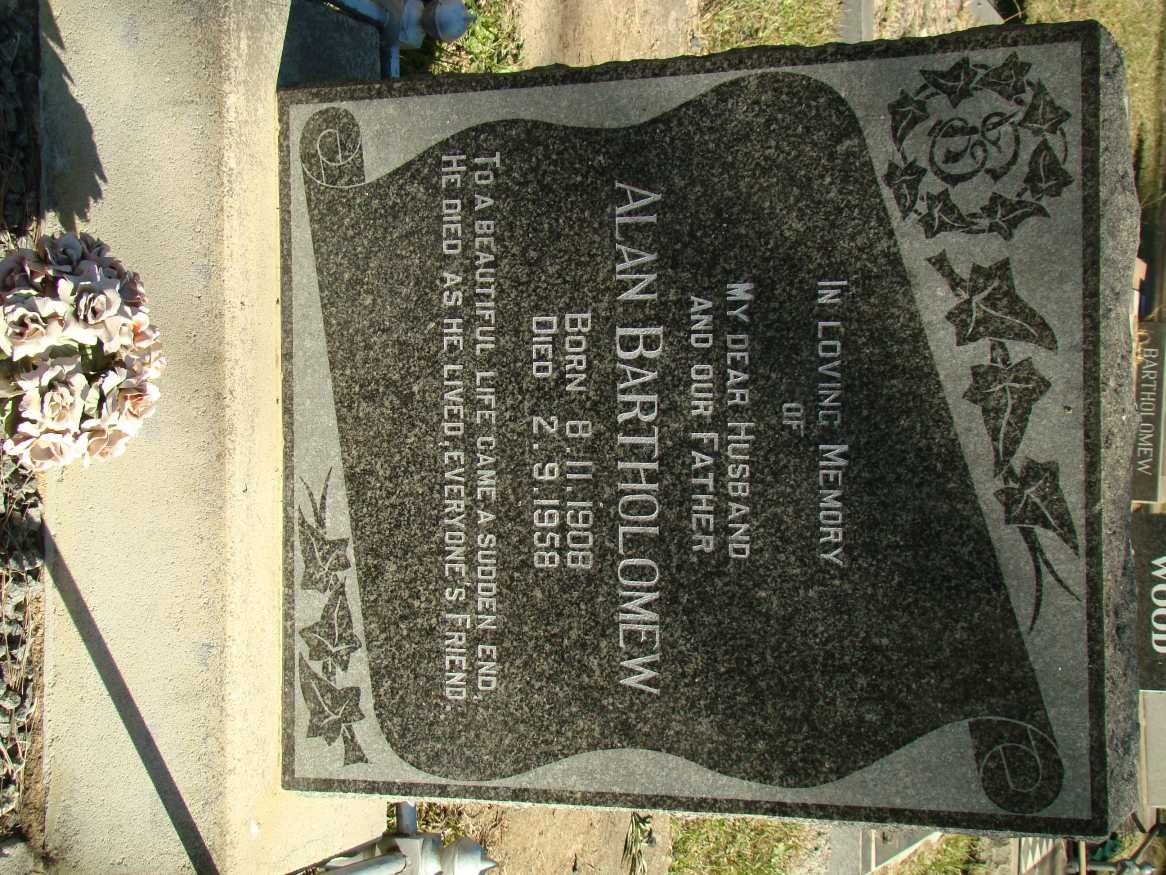 IN LOVING MEMORY
OF
MY DEAR HUSBAND
AND OUR FATHER
ALAN BARTHOLOMEW
BORN 8.11.1908
DIED 2.9.1958
TO A BEAUTIFUL LIFE CAME A SUDDEN END,
HE DIED AS HE LIVED, EVERYONE'S FRIEND.
BARTHOLOMEW
WOOD